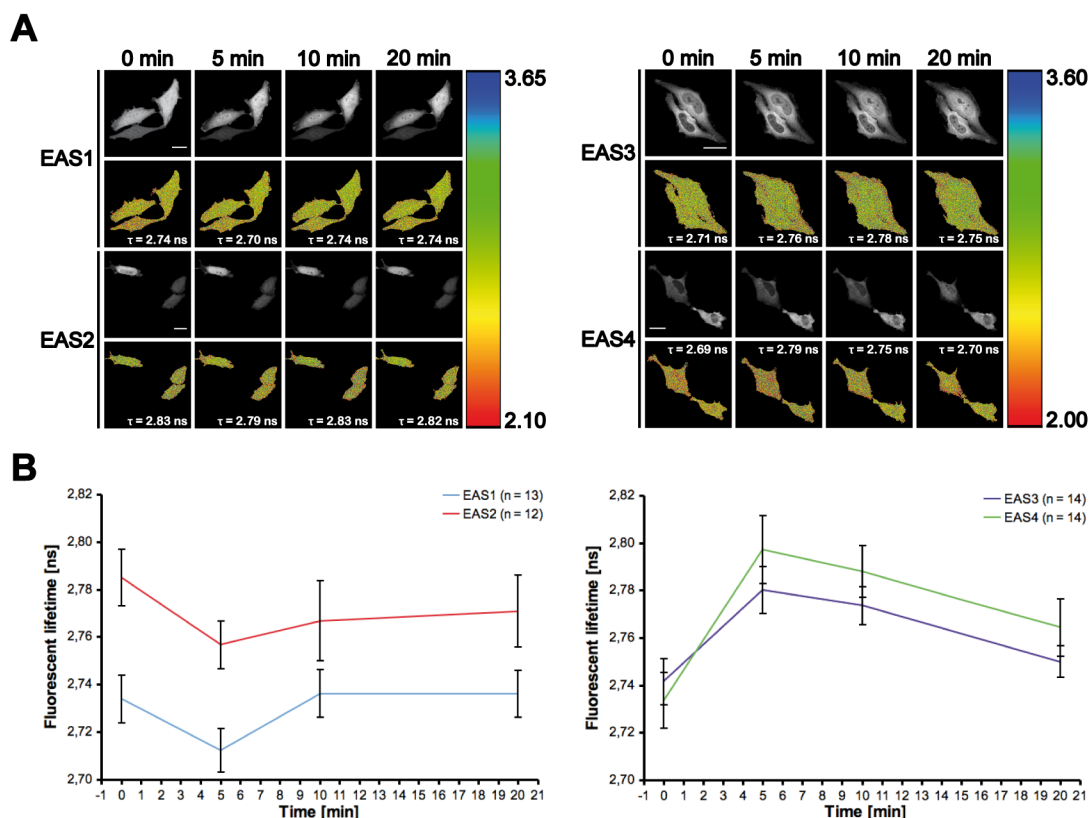 A
0 min 5 min 10 min 20 min
3.65
EAS1
τ = 2.74 ns τ = 2.70 ns τ = 2.74 ns τ = 2.74 ns
EAS2
τ = 2.83 ns τ = 2.79 ns τ = 2.83 ns τ = 2.82 ns
2.10
0 min 5 min 10 min 20 min
3.60
EAS3
τ = 2.71 ns τ = 2.76 ns τ = 2.78 ns τ = 2.75 ns
EAS4
τ = 2.69 ns τ = 2.79 ns τ = 2.75 ns τ = 2.70 ns
2.00
B
Fluorescent lifetime [ns]
2,82
2,80
2,78
2,76
2,74
2,72
2,70
EAS1 (n = 13)
EAS2 (n = 12)
-1 0 1 2 3 4 5 6 7 8 9 10 11 12 13 14 15 16 17 18 19 20 21
Time [min]
Fluorescent lifetime [ns]
2,82
2,80
2,78
2,76
2,74
2,72
2,70
EAS3 (n = 14)
EAS4 (n = 14)
-1 0 1 2 3 4 5 6 7 8 9 10 11 12 13 14 15 16 17 18 19 20 21
Time [min]